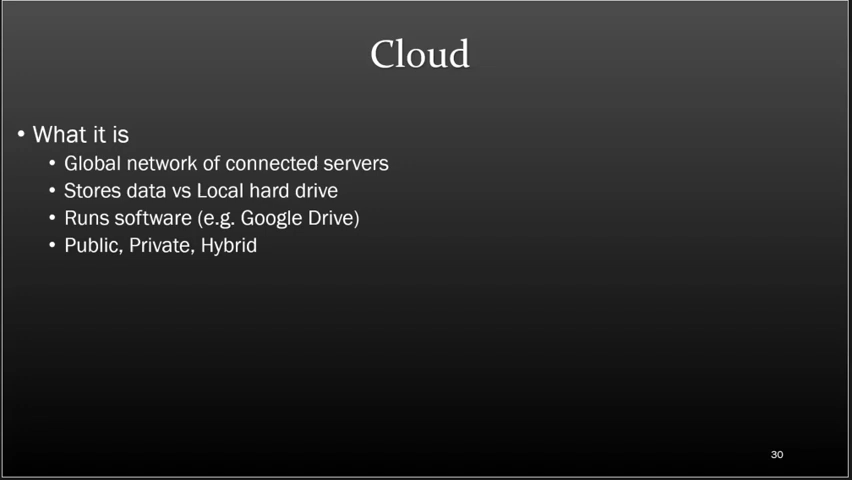 Cloud
• What it is
• Global network of connected servers
• Stores data vs Local hard drive
• Runs software (e.g. Google Drive)
• Public, Private, Hybrid
30